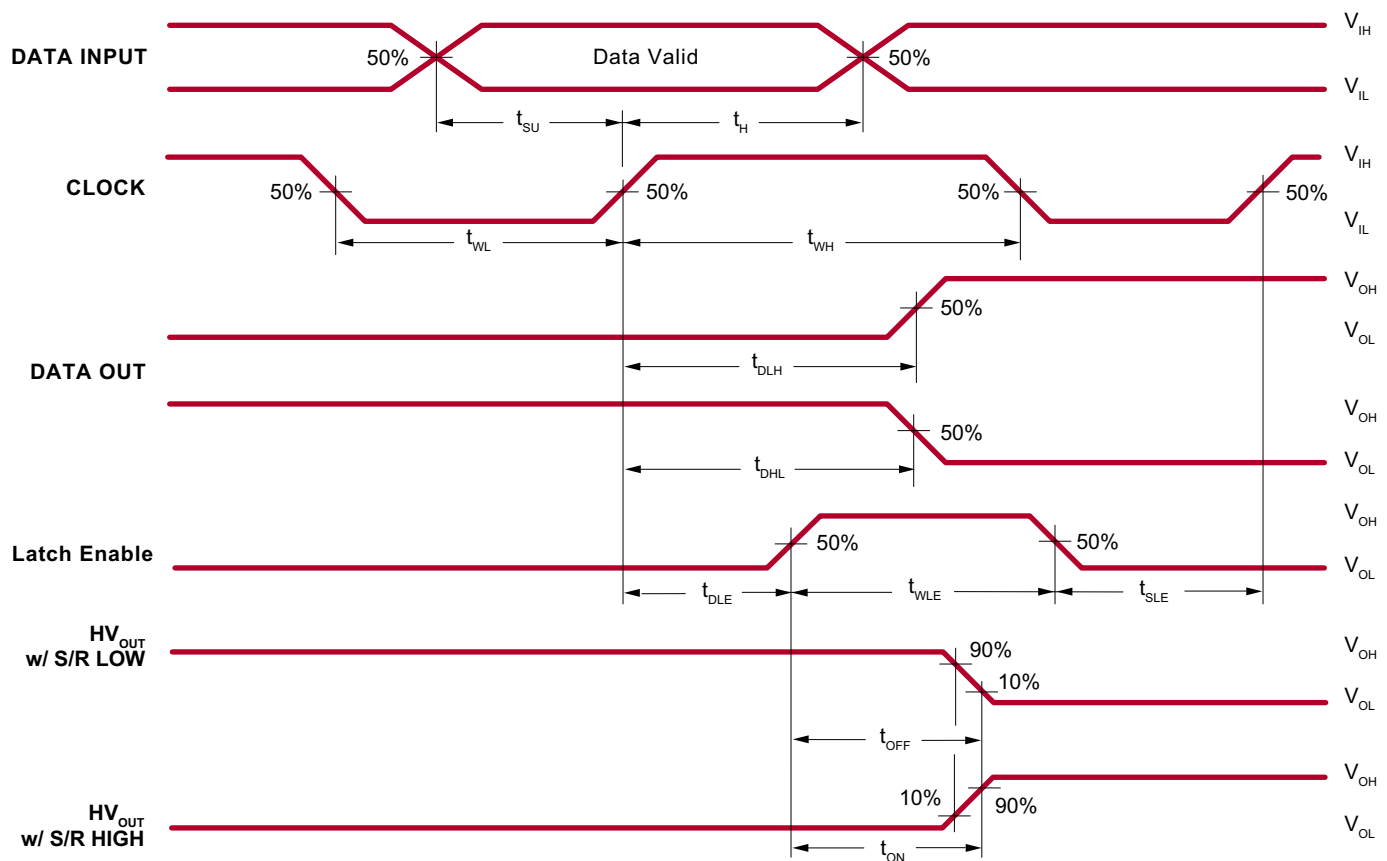 V_IH
DATA INPUT 50% Data Valid 50%
V_IL
t_SU t_H
V_IH
CLOCK 50% 50% 50% 50%
V_IL
t_WL t_WH
V_OH
50%
V_OL
t_DLH
DATA OUT
V_OH
50%
t_DHL V_OL
V_OH
Latch Enable 50% 50%
V_OL
t_DLE t_WLE t_SLE
HV_OUT
w/ S/R LOW 90% V_OH
10% V_OL
t_OFF
V_OH
HV_OUT 10% 90%
w/ S/R HIGH V_OL
t_ON